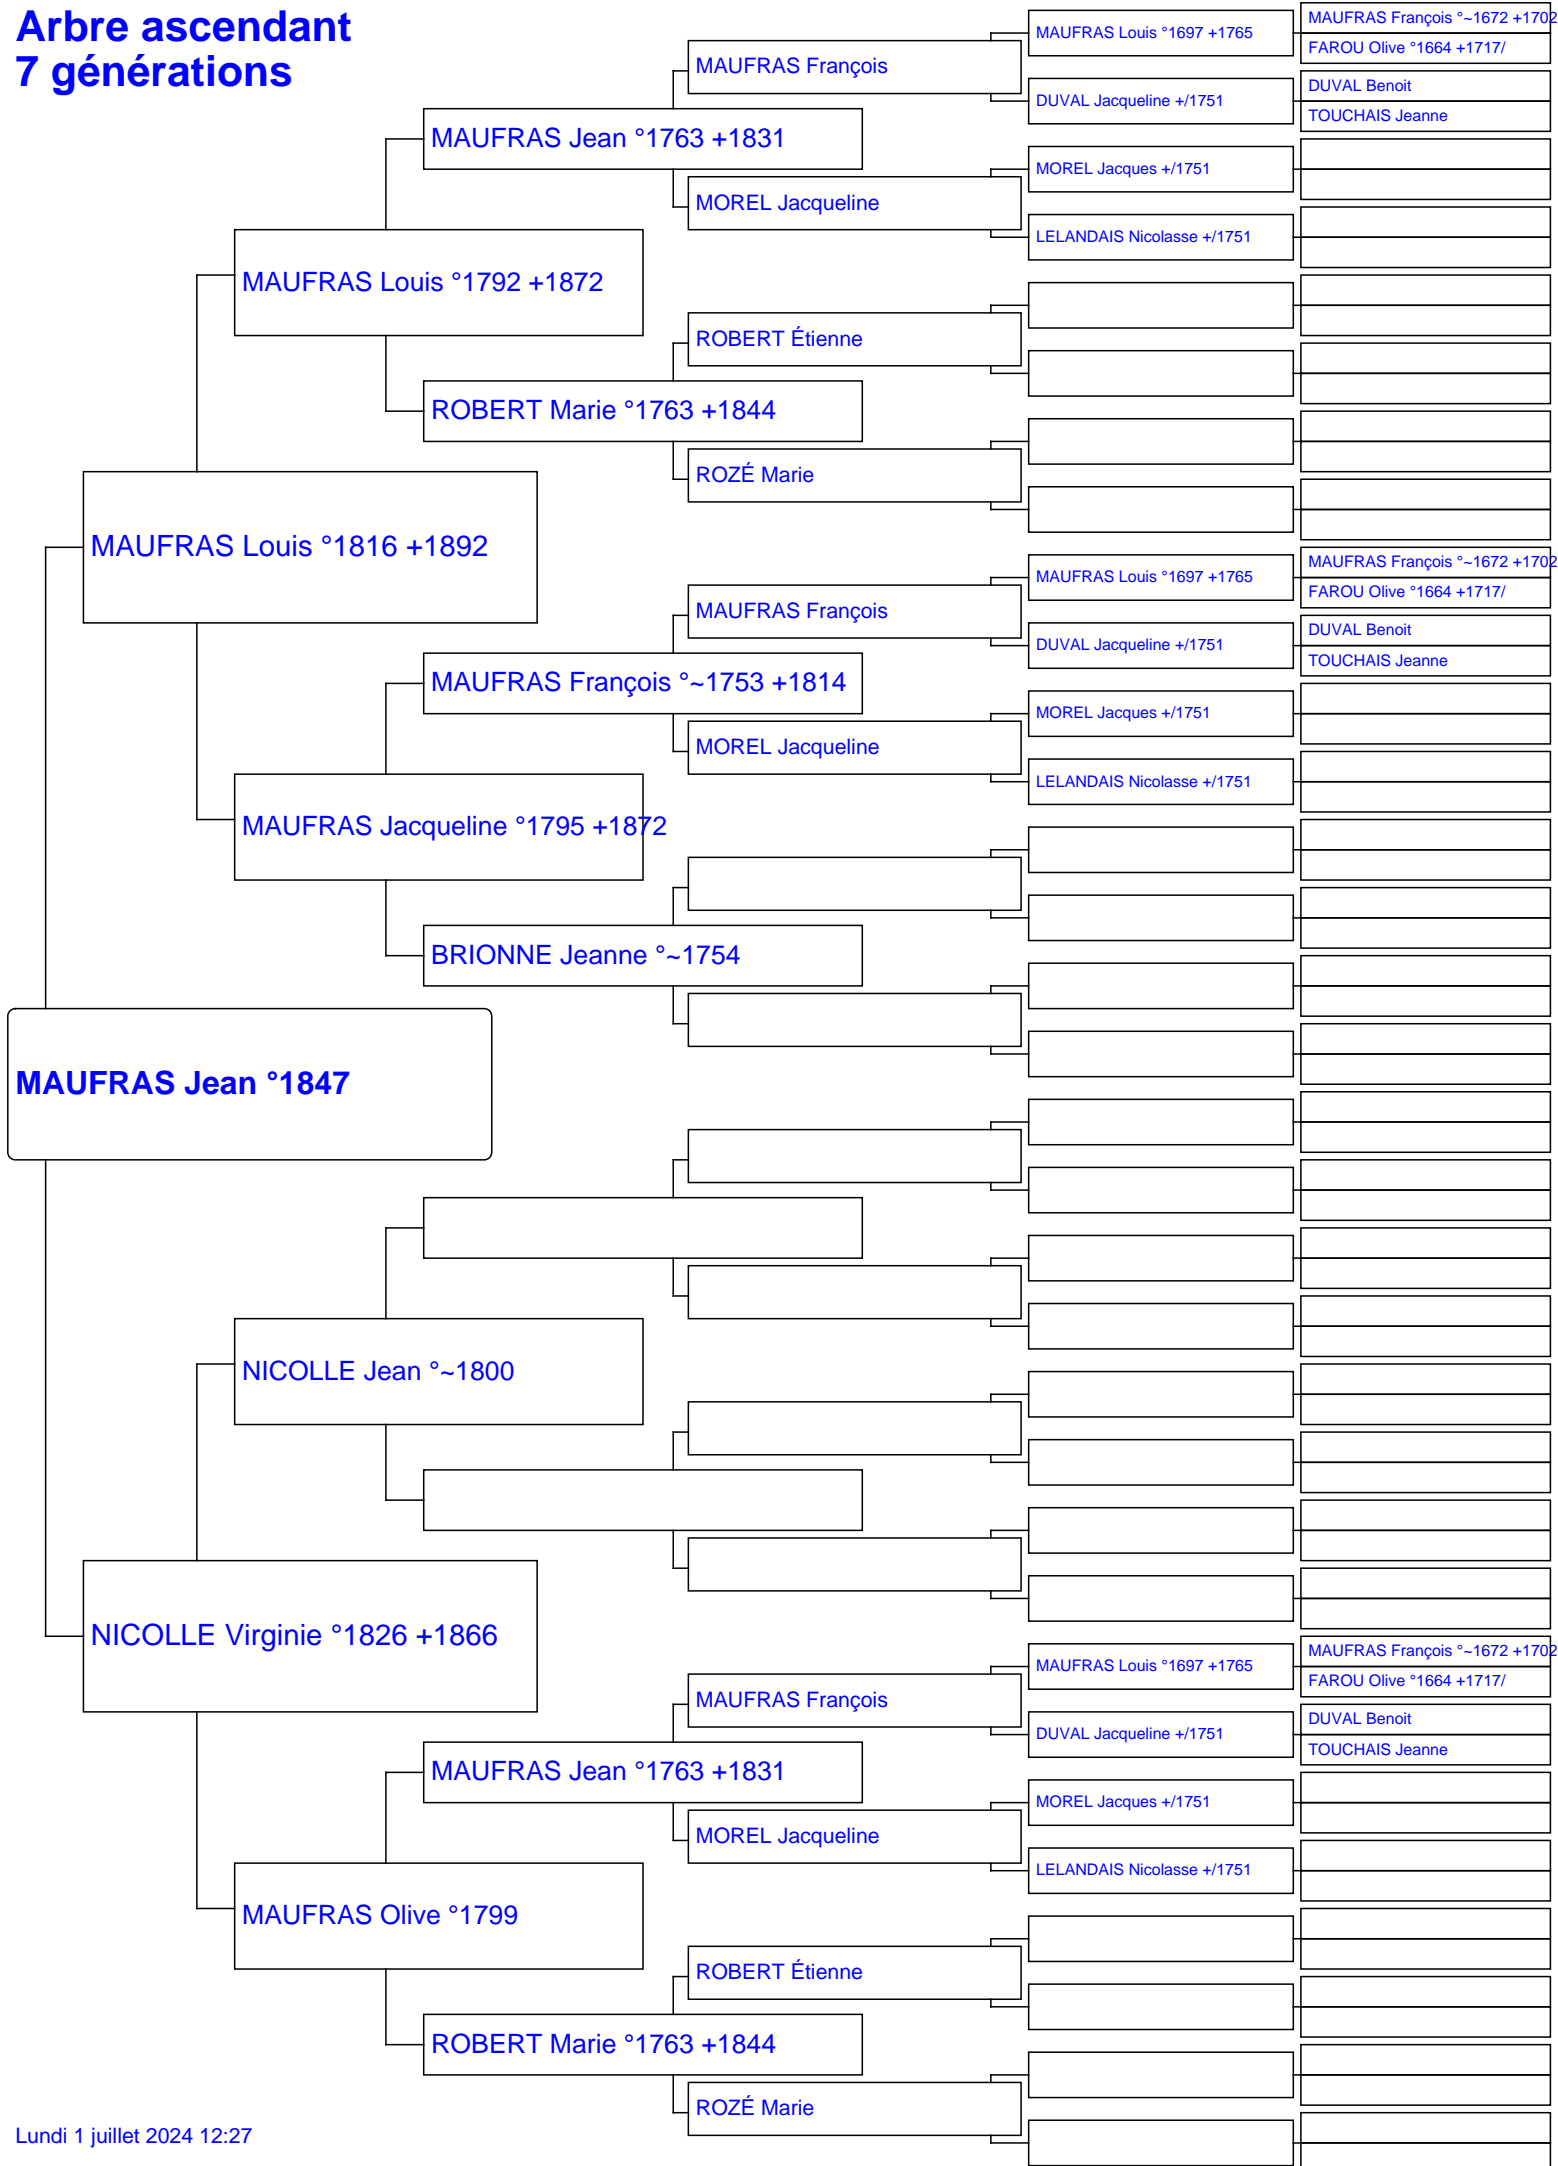 Arbre ascendant
7 générations
MAUFRAS François °~1672 +1702
MAUFRAS Louis °1697 +1765
FAROU Olive °1664 +1717/
MAUFRAS François
DUVAL Benoit
DUVAL Jacqueline +/1751
TOUCHAIS Jeanne
MAUFRAS Jean °1763 +1831
MOREL Jacques +/1751
MOREL Jacqueline
LELANDAIS Nicolasse +/1751
MAUFRAS Louis °1792 +1872
ROBERT Étienne
ROBERT Marie °1763 +1844
ROZÉ Marie
MAUFRAS Louis °1816 +1892
MAUFRAS François °~1672 +1702
MAUFRAS Louis °1697 +1765
FAROU Olive °1664 +1717/
MAUFRAS François
DUVAL Benoit
DUVAL Jacqueline +/1751
TOUCHAIS Jeanne
MAUFRAS François °~1753 +1814
MOREL Jacques +/1751
MOREL Jacqueline
LELANDAIS Nicolasse +/1751
MAUFRAS Jacqueline °1795 +1872
BRIONNE Jeanne °~1754
MAUFRAS Jean °1847
NICOLLE Jean °~1800
NICOLLE Virginie °1826 +1866
MAUFRAS François °~1672 +1702
MAUFRAS Louis °1697 +1765
FAROU Olive °1664 +1717/
MAUFRAS François
DUVAL Benoit
DUVAL Jacqueline +/1751
TOUCHAIS Jeanne
MAUFRAS Jean °1763 +1831
MOREL Jacques +/1751
MOREL Jacqueline
LELANDAIS Nicolasse +/1751
MAUFRAS Olive °1799
ROBERT Étienne
ROBERT Marie °1763 +1844
ROZÉ Marie
Lundi 1 juillet 2024 12:27